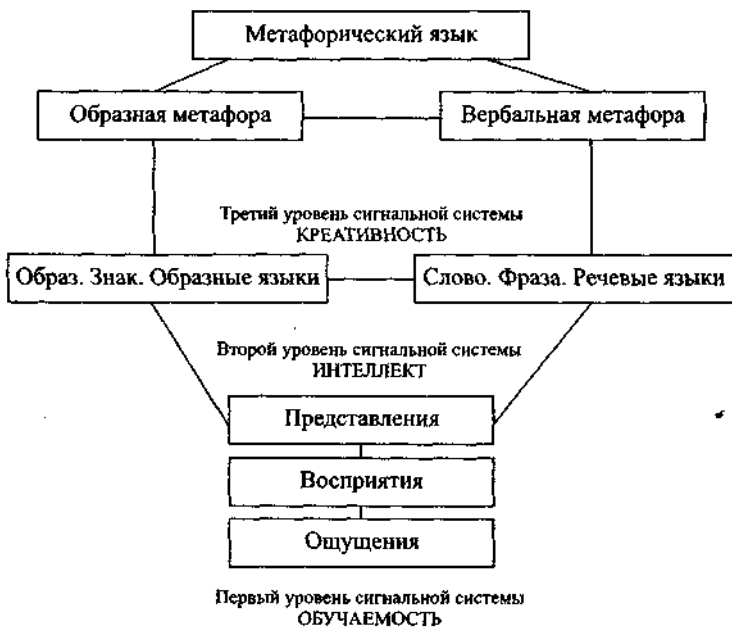 Метафорический язык
Образная метафора
Вербальная метафора
Третий уровень сигнальной системы
КРЕАТИВНОСТЬ
Образ. Знак. Образные языки
Слово. Фраза. Речевые языки
Второй уровень сигнальной системы
ИНТЕЛЛЕКТ
Представления
Восприятия
Ощущения
Первый уровень сигнальной системы
ОБУЧАЕМОСТЬ